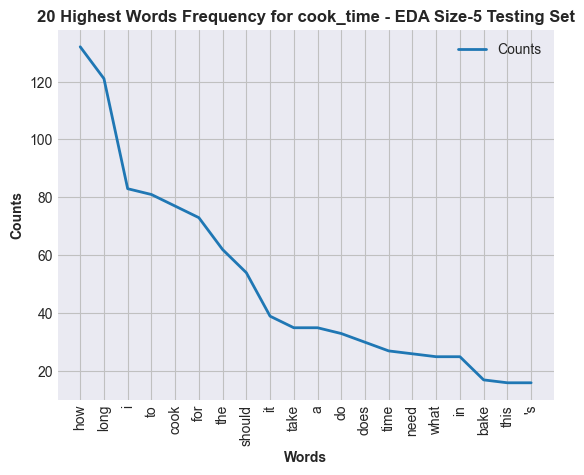 20 Highest Words Frequency for cook_time - EDA Size-5 Testing Set
Counts
120
100
80
60
40
20
Counts
how
long
i
to
cook
for
the
should
it
take
a
do
does
time
need
what
in
bake
this
's
Words